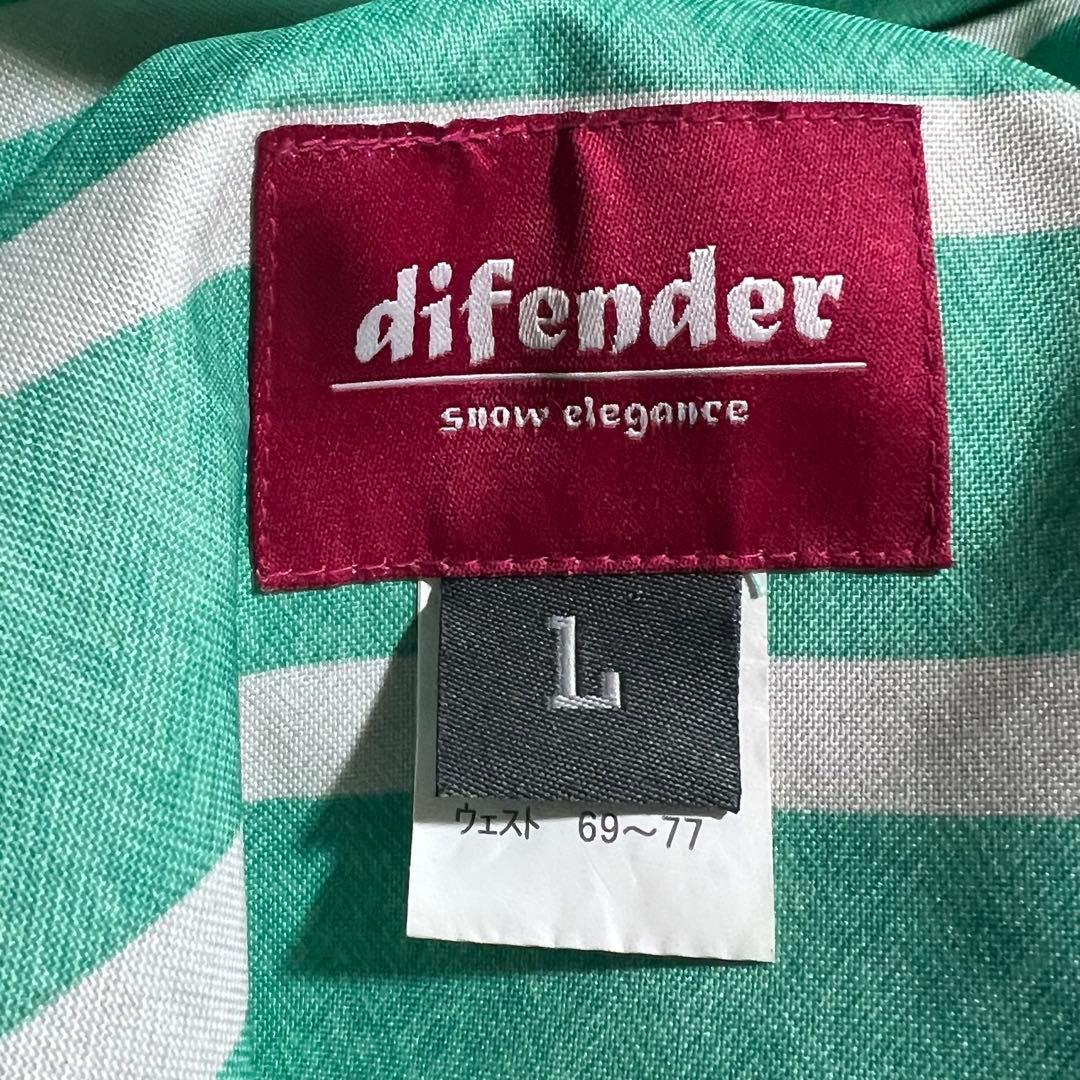 difender
snow elegance
L
ウェスト 69～77